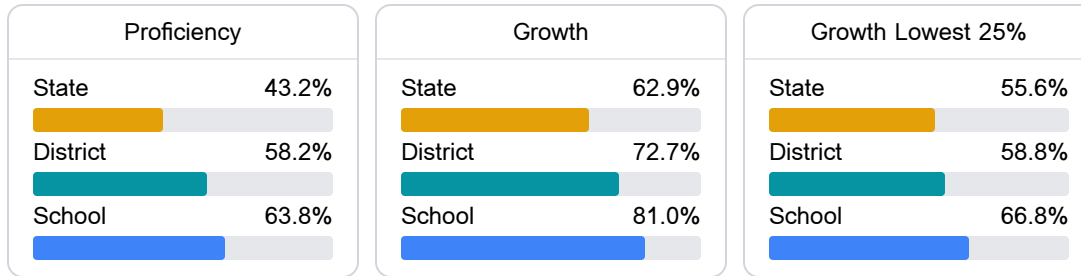 Proficiency
State 43.2%
District 58.2%
School 63.8%
Growth
State 62.9%
District 72.7%
School 81.0%
Growth Lowest 25%
State 55.6%
District 58.8%
School 66.8%